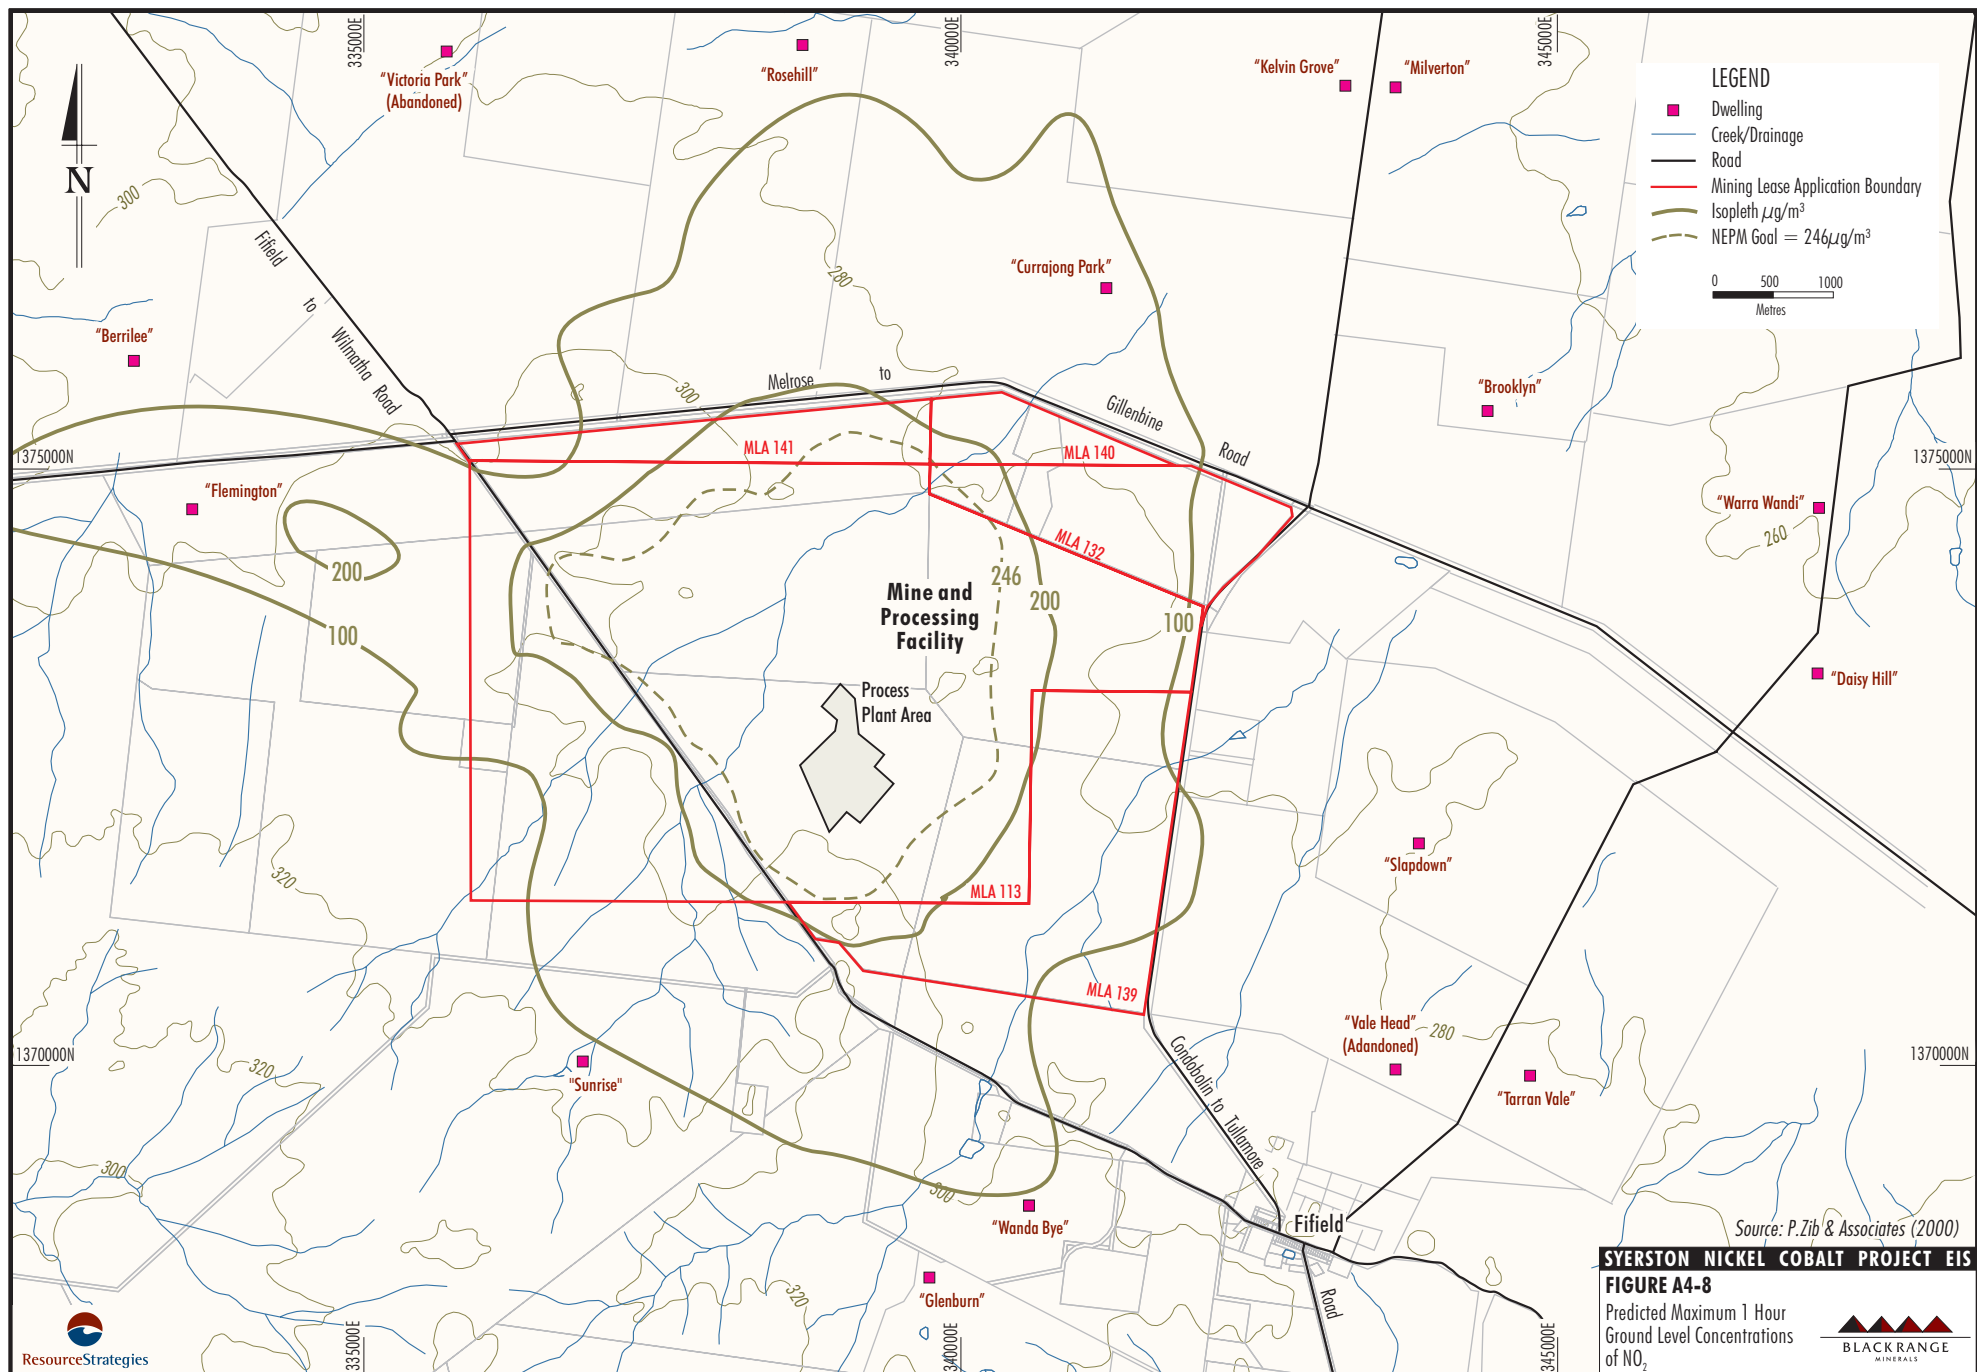 335000E
340000E
345000E
"Victoria Park"
(Abandoned)
"Rosehill"
"Kelvin Grove"
"Milverton"
LEGEND
Dwelling
Creek/Drainage
Road
Mining Lease Application Boundary
Isopleth µg/m³
NEPM Goal = 246µg/m³
0 500 1000
Metres
N
300
Fifield
to
Wilmatha Road
280
"Currajong Park"
"Berrilee"
300
Melrose to
Gillenbine
Road
"Brooklyn"
1375000N
MLA 141
MLA 140
1375000N
"Flemington"
"Warra Wandi"
260
MLA 132
200
246
200
Mine and
Processing
Facility
100
100
Process
Plant Area
"Daisy Hill"
"Slapdown"
320
MLA 113
MLA 139
"Vale Head"
(Adandoned)
280
1370000N
320
"Sunrise"
Condobolin to Tullamore
1370000N
"Tarran Vale"
300
300
"Wanda Bye"
Fifield
Source: P.Zib & Associates (2000)
"Glenburn"
320
Road
SYERSTON NICKEL COBALT PROJECT EIS
FIGURE A4-8
Predicted Maximum 1 Hour
Ground Level Concentrations
of NO₂
BLACK RANGE
MINERALS
ResourceStrategies
335000E
340000E
345000E